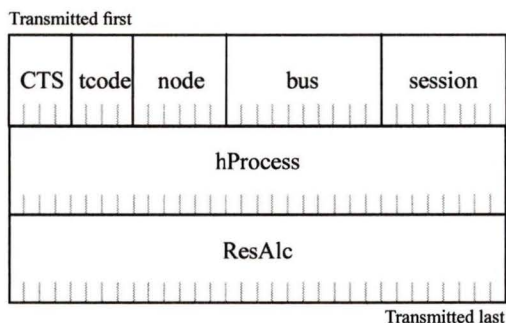 Transmitted first
CTS tcode node bus session
hProcess
ResAlc
Transmitted last